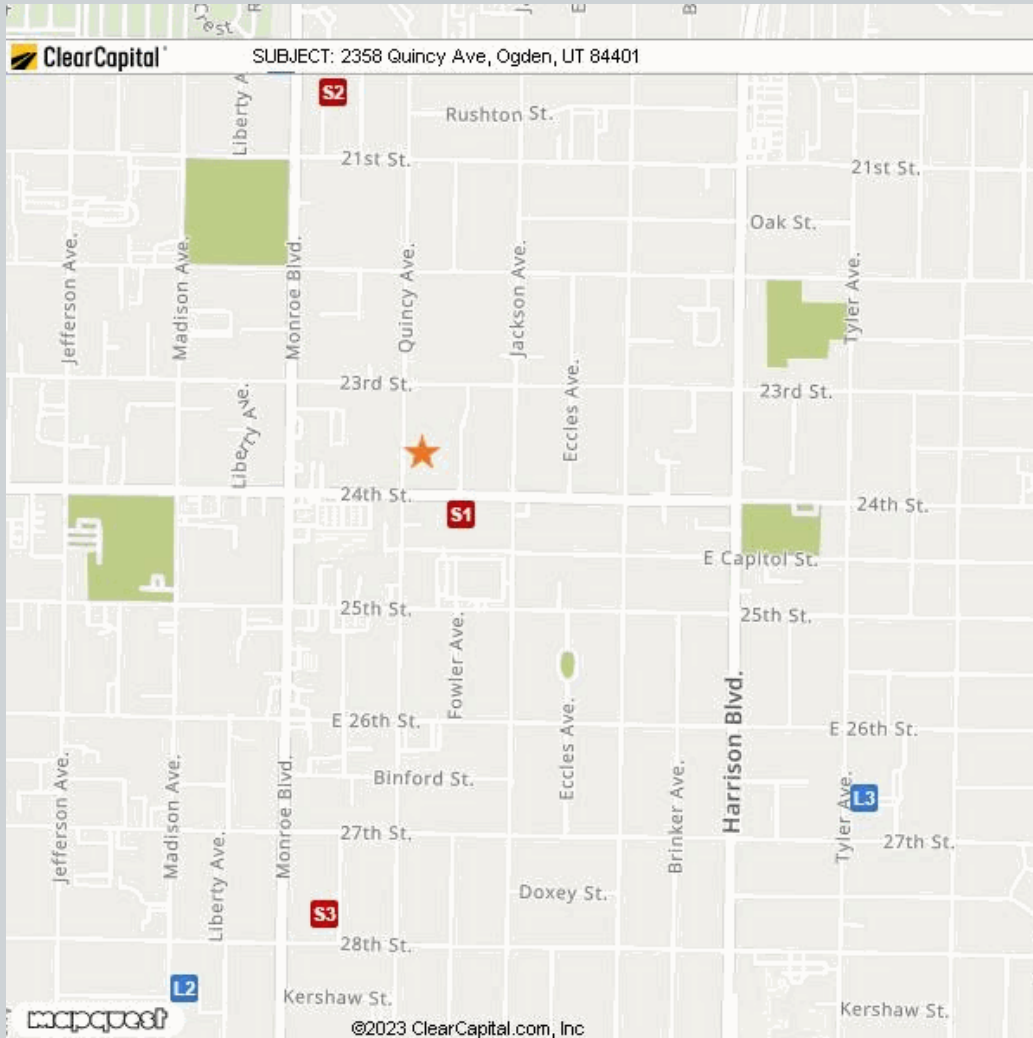 Crest
ClearCapital
SUBJECT: 2358 Quincy Ave, Ogden, UT 84401
S2
Liberty A
Rushton St.
21st St.
21st St.
Oak St.
Jefferson Ave.
Madison Ave.
Monroe Blvd.
Quincy Ave.
Jackson Ave.
Tyler Ave.
Eccles Ave.
23rd St.
23rd St.
Liberty Ave.
24th St.
24th St.
S1
E Capitol St.
25th St.
25th St.
Fowler Ave.
Harrison Blvd.
E 26th St.
E 26th St.
Eccles Ave.
Binford St.
Jefferson Ave.
Madison Ave.
Monroe Blvd.
Brinker Ave.
Tyler Ave.
L3
27th St.
27th St.
Liberty Ave.
Doxey St.
S3
28th St.
L2
Kershaw St.
Kershaw St.
mapquest
©2023 ClearCapital.com, Inc